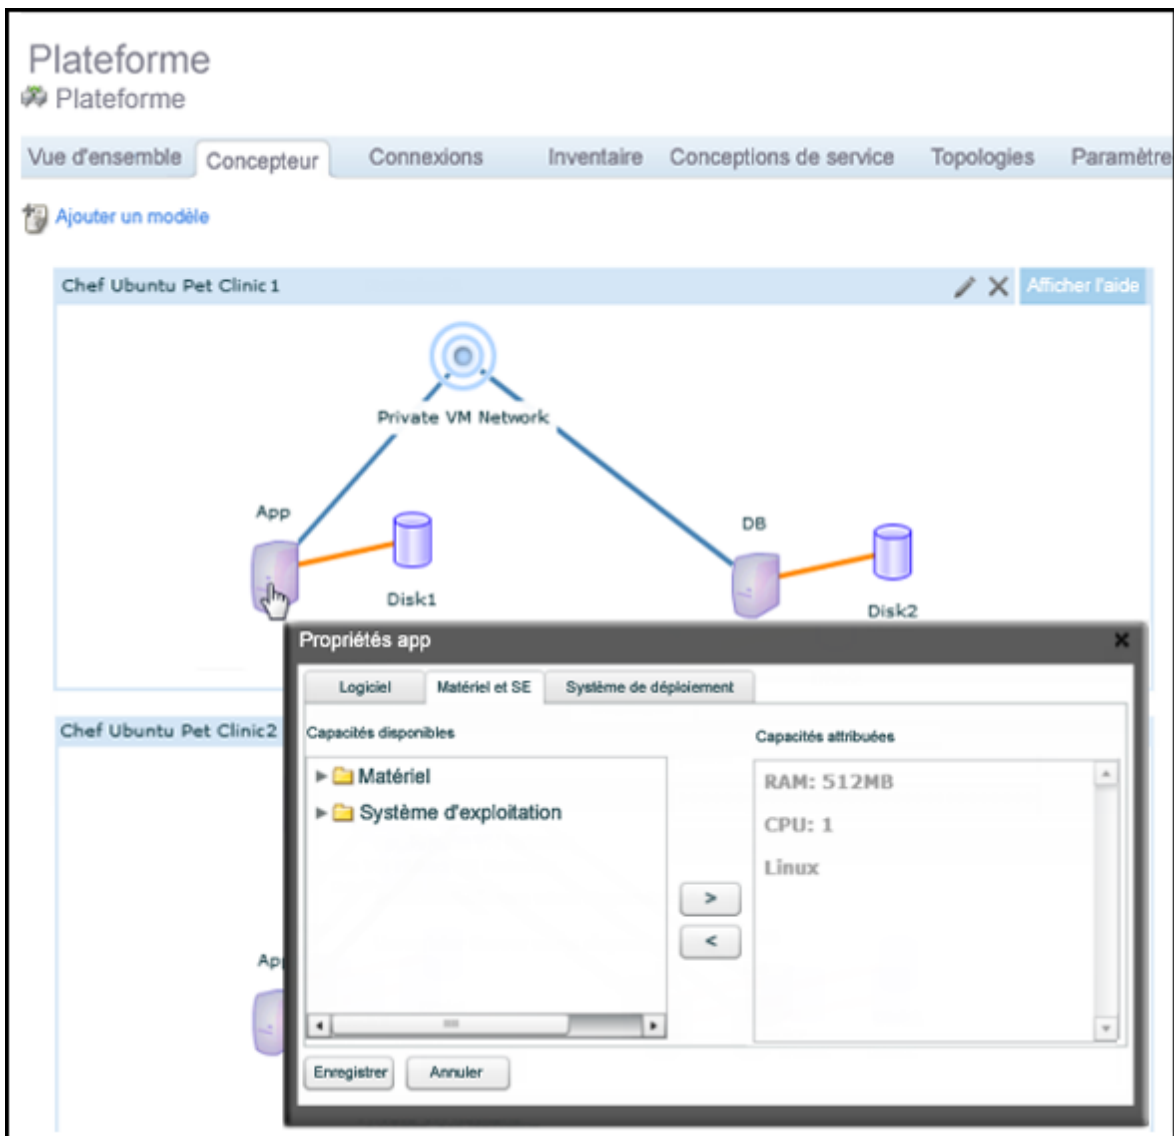 Plateforme
Plateforme
Vue d'ensemble Concepteur Connexions Inventaire Conceptions de service Topologies Paramètre
Ajouter un modèle
Chef Ubuntu Pet Clinic 1 Afficher l'aide
Private VM Network
App
DB
Disk1
Disk2
Propriétés app
Logiciel Matériel et SE Système de déploiement
Chef Ubuntu Pet Clinic2
Capacités disponibles Capacités attribuées
Matériel
Système d'exploitation
RAM: 512MB
CPU: 1
Linux
>
<
App
Enregistrer Annuler